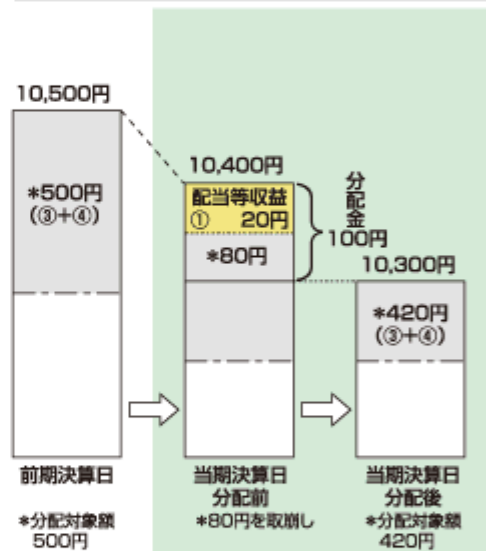 10,500円
*500円
(③+④)
10,400円
配当等収益
① 20円
*80円
分配金
100円
10,300円
*420円
(③+④)
前期決算日
*分配対象額
500円
当期決算日
分配前
*80円を取崩し
当期決算日
分配後
*分配対象額
420円